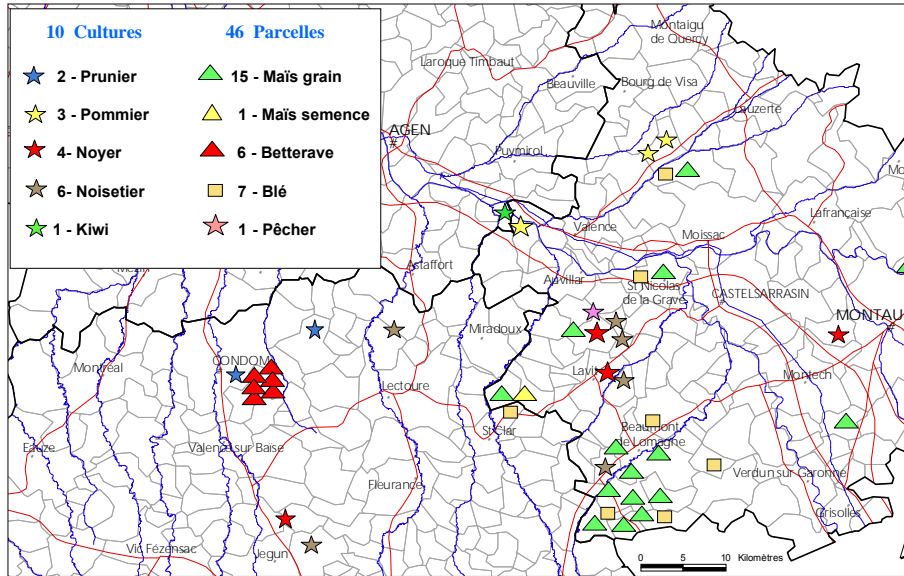 10 Cultures
46 Parcelles
2 - Prunier
15 - Maïs grain
3 - Pommier
1 - Maïs semence
4- Noyer
6 - Betterave
6- Noisetier
7 - Blé
1 - Kiwi
1 - Pêcher
Montaigu
de Quercy
Laroque Timbaut
Beauville
Bourg de Visa
Lauzerte
AGEN
#
Puymirol
Lafrançaise
Valence
Moissac
Astaffort
Auvillar
St Nicolas
de la Grave
CASTELSARRASIN
MONTAU
#
Miradoux
Montréal
CONDOM
Lectoure
Lavit
Montech
St Clar
Beaumont
de Lomagne
Eauze
Valence sur Baïse
Fleurance
Verdun sur Garonne
Grisolles
Vic Fézensac
Jegun
0 5 10 Kilomètres